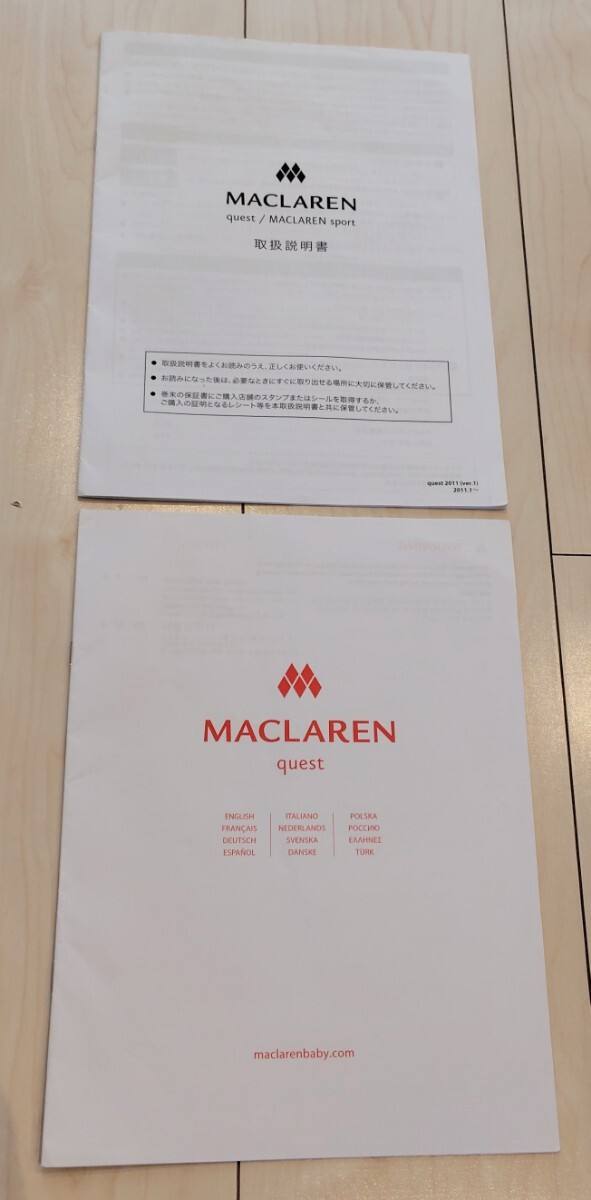 MACLAREN
quest / MACLAREN sport
取扱説明書
● 取扱説明書をよくお読みのうえ、正しくお使いください。
● お読みになった後は、必要なときにすぐに取り出せる場所に大切に保管してください。
● 巻末の保証書にご購入店舗のスタンプまたはシールを取得するか、
ご購入の証明となるレシート等を本取扱説明書と共に保管してください。
quest 2011 (ver.1)
2011.1～
MACLAREN
quest
ENGLISH
FRANÇAIS
DEUTSCH
ESPAÑOL
ITALIANO
NEDERLANDS
SVENSKA
DANSKE
POLSKA
РОССИЮ
ΕΛΛΗΝΕΣ
TÜRK
maclarenbaby.com